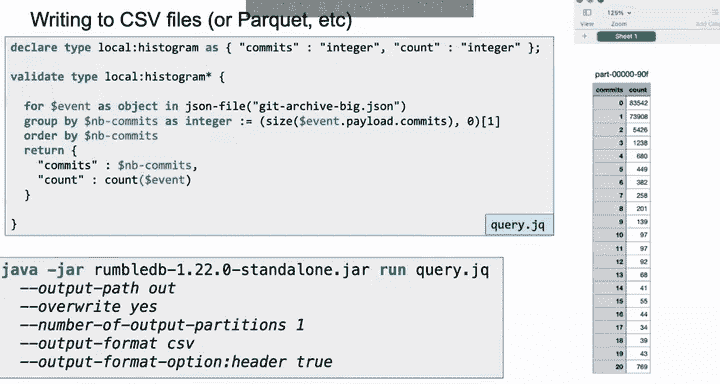 Writing to CSV files (or Parquet, etc)
declare type local:histogram as { "commits" : "integer", "count" : "integer" };
validate type local:histogram* {
for $event as object in json-file("git-archive-big.json")
group by $nb-commits as integer := (size($event.payload.commits), 0)[1]
order by $nb-commits
return {
"commits" : $nb-commits,
"count" : count($event)
}
}
query.jq
java -jar rumbledb-1.22.0-standalone.jar run query.jq
--output-path out
--overwrite yes
--number-of-output-partitions 1
--output-format csv
--output-format-option:header true
129%
View Zoom
+ Sheet 1
part-00000-90f
commits count
0 83542
1 73908
2 5426
3 1238
4 680
5 449
6 382
7 258
8 201
9 139
10 97
11 97
12 92
13 68
14 41
15 55
16 44
17 34
18 39
19 43
20 769